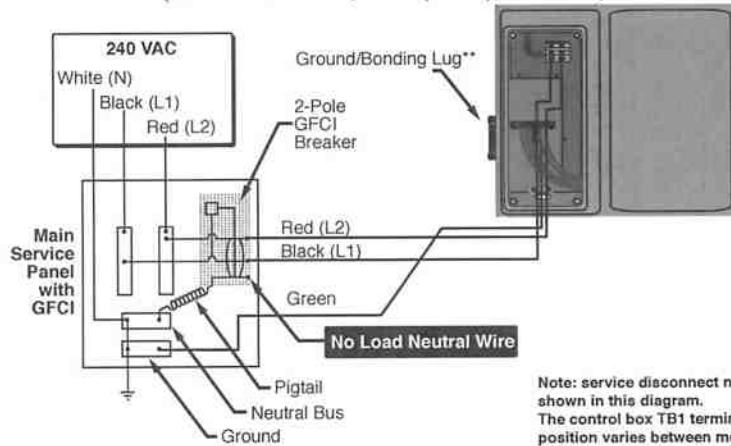 240 VAC
White (N)
Black (L1)
Red (L2)
Ground/Bonding Lug**
2-Pole
GFCI
Breaker
Main
Service
Panel
with
GFCI
Red (L2)
Black (L1)
Green
No Load Neutral Wire
Pigtail
Neutral Bus
Ground
Note: service disconnect
shown in this diagram.
The control box TB1
position varies between